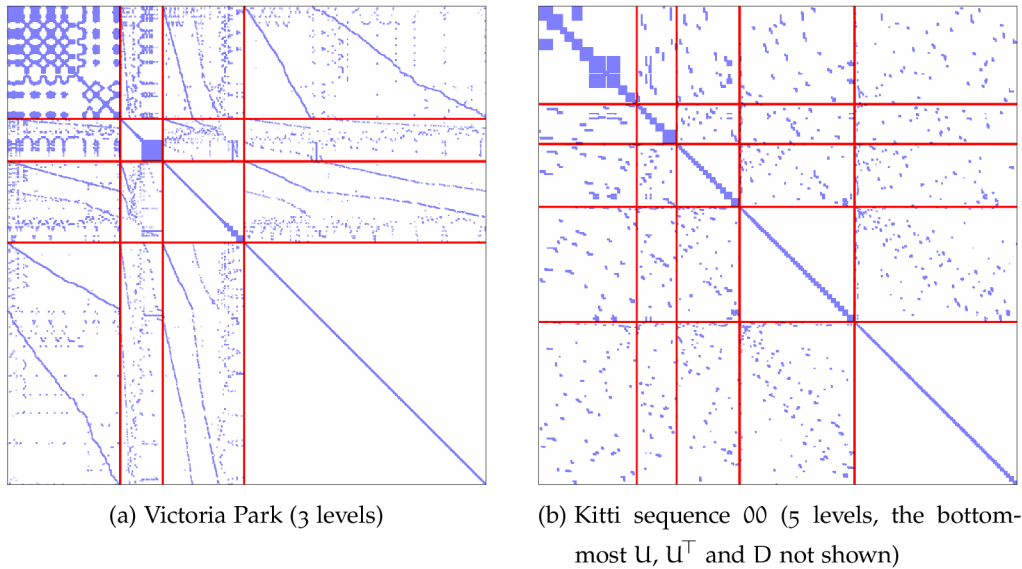 (a) Victoria Park (3 levels)
(b) Kitti sequence 00 (5 levels, the bottom-
most U, U⊤ and D not shown)